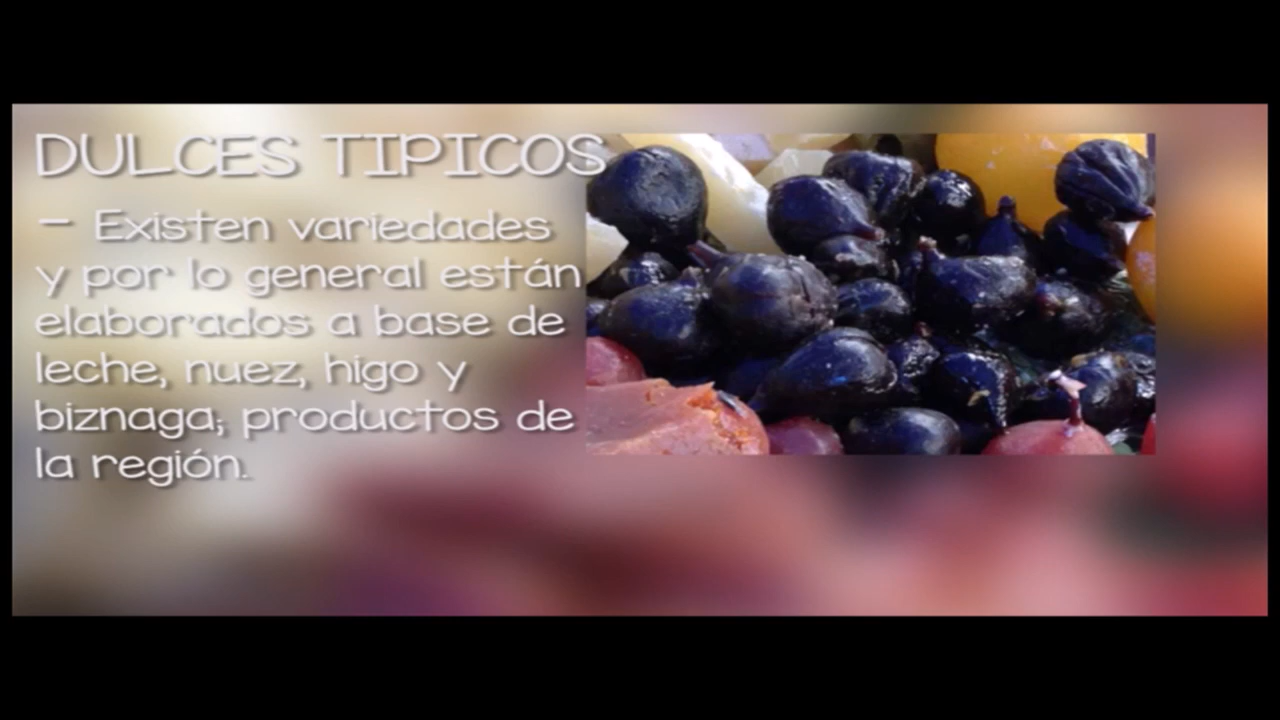 DULCES TIPICOS
- Existen variedades
y por lo general están
elaborados a base de
leche, nuez, higo y
biznaga; productos de
la región.